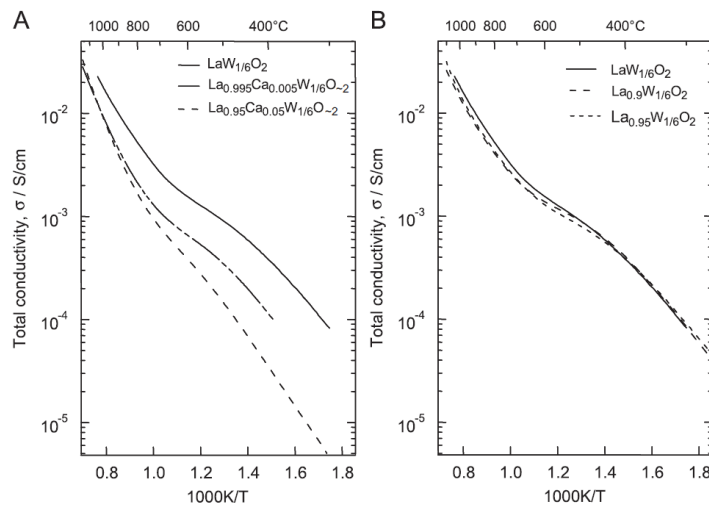 A
1000 800 600 400°C
LaW1/6O2
La0.995Ca0.005W1/6O~2
La0.95Ca0.05W1/6O~2
Total conductivity, σ / S/cm
10-2
10-3
10-4
10-5
0.8 1.0 1.2 1.4 1.6 1.8
1000K/T
B
1000 800 600 500 400°C
LaW1/6O2
La0.9W1/6O2
La0.95W1/6O2
Total conductivity, σ / S/cm
10-2
10-3
10-4
10-5
0.8 1.0 1.2 1.4 1.6 1.8
1000K/T